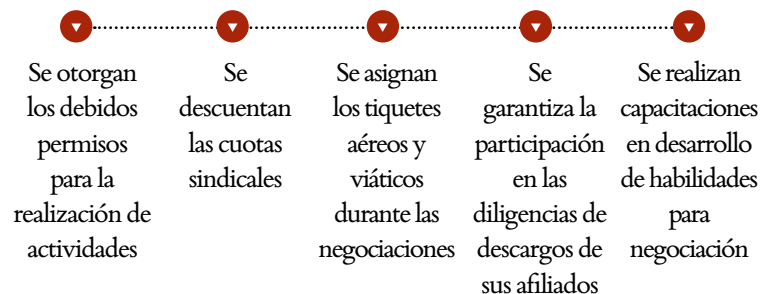 Se otorgan
los debidos
permisos
para la
realización de
actividades
Se
descuentan
las cuotas
sindicales
Se asignan
los tiquetes
aéreos y
viáticos
durante las
negociaciones
Se
garantiza la
participación
en las
diligencias de
descargos de
sus afiliados
Se realizan
capacitaciones
en desarrollo
de habilidades
para
negociación